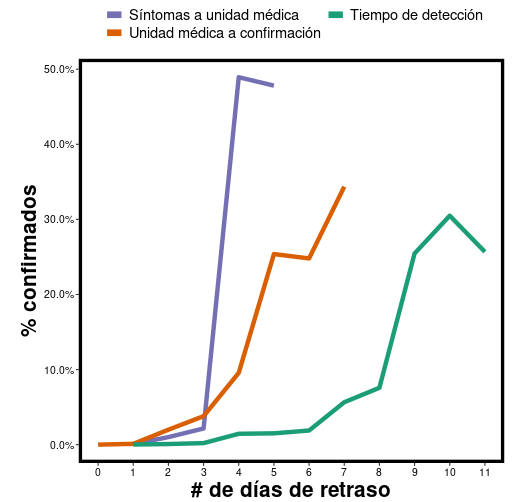 Síntomas a unidad médica
Tiempo de detección
Unidad médica a confirmación
50.0%
40.0%
30.0%
20.0%
10.0%
0.0%
% confirmados
0 1 2 3 4 5 6 7 8 9 10 11
# de días de retraso